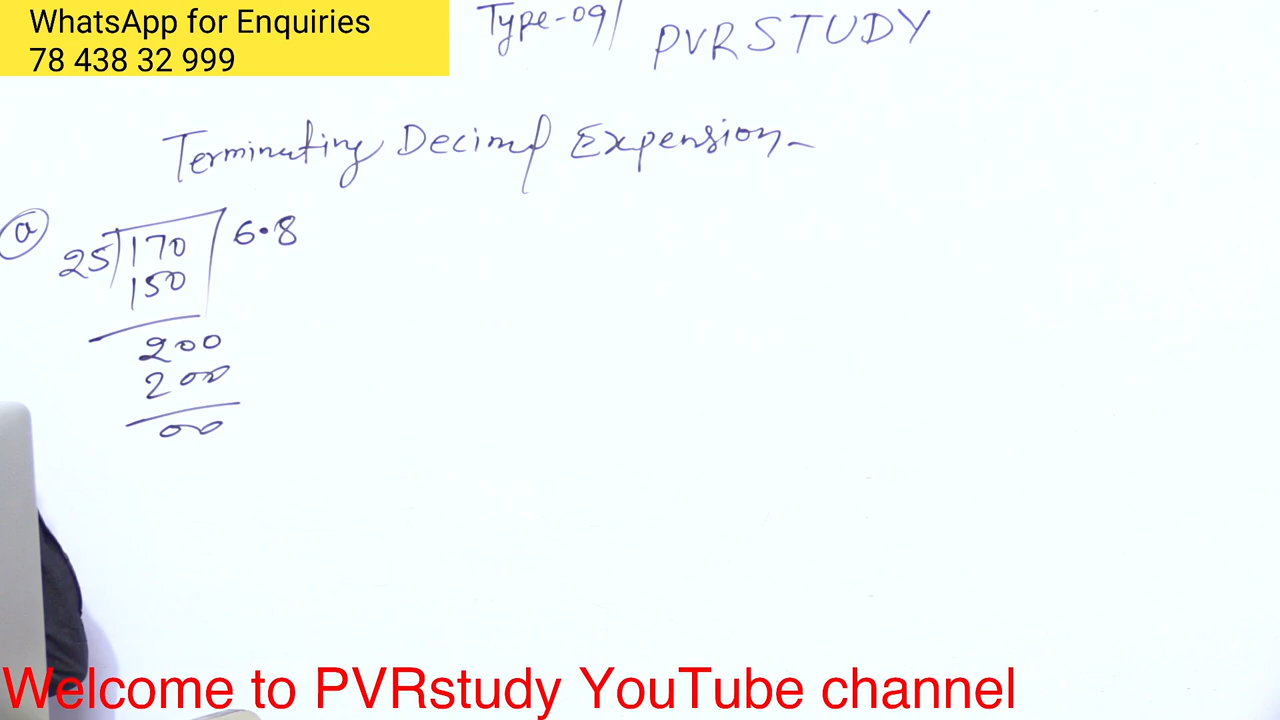 WhatsApp for Enquiries
78 438 32 999
Type-09/ PVRSTUDY
Terminating Decimal Expension
(a) 25 170 6.8
150
200
200
00
Welcome to PVRstudy YouTube channel